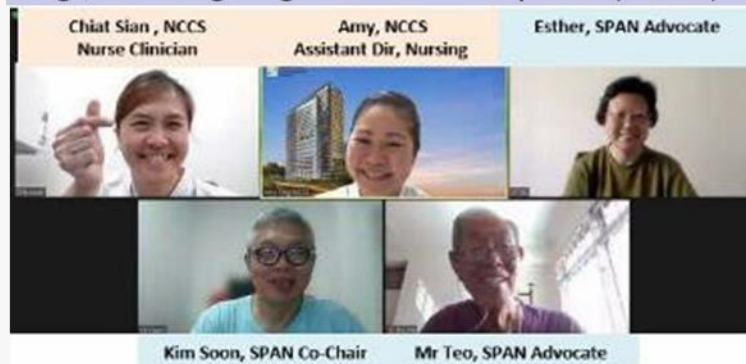 Chiat Sian , NCCS
Nurse Clinician
Amy, NCCS
Assistant Dir, Nursing
Esther, SPAN Advocate
Kim Soon, SPAN Co-Chair
Mr Teo, SPAN Advocate